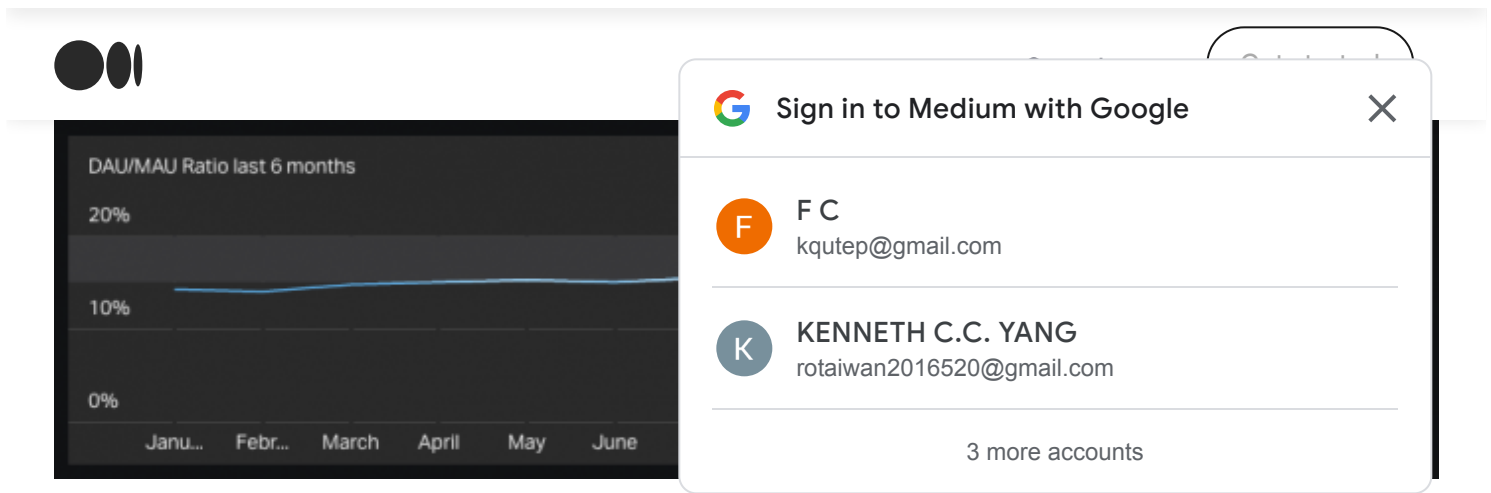 Sign in to Medium with Google
F
F C
kqutep@gmail.com
K
KENNETH C.C. YANG
rotaiwan2016520@gmail.com
3 more accounts
DAU/MAU Ratio last 6 months
20%
10%
0%
Janu... Febr... March April May June